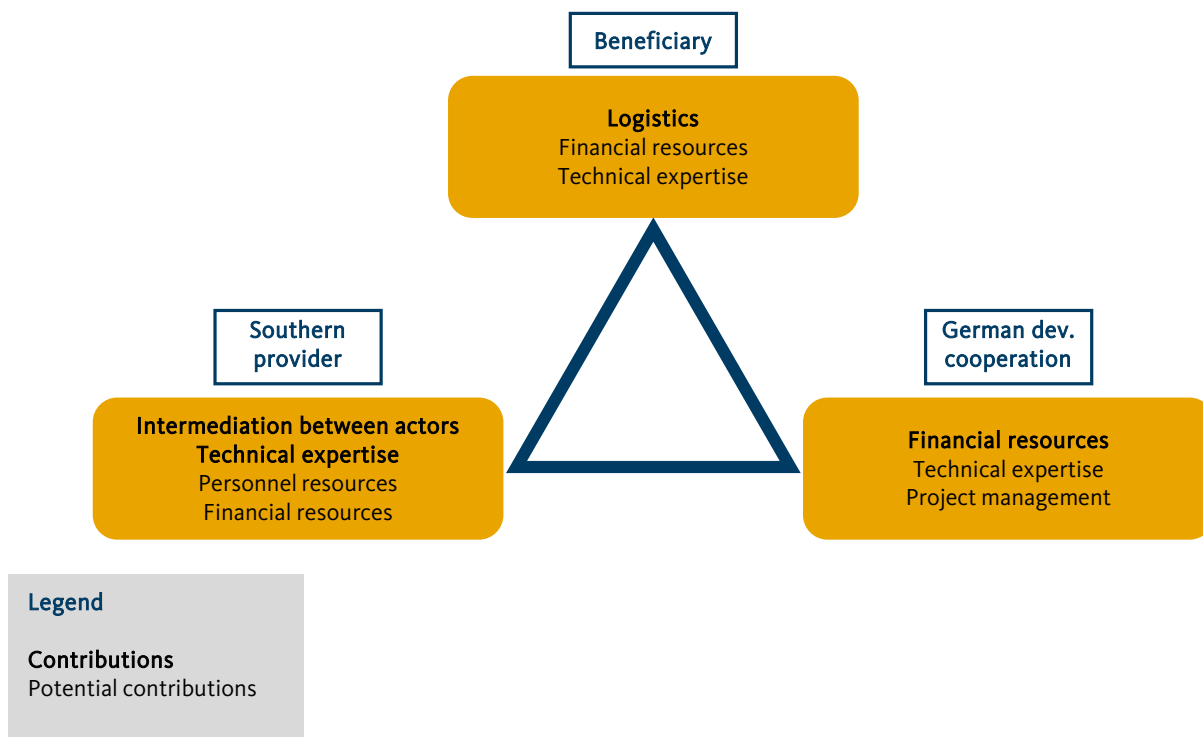 Beneficiary
Logistics
Financial resources
Technical expertise
Southern
provider
Intermediation between actors
Technical expertise
Personnel resources
Financial resources
German dev.
cooperation
Financial resources
Technical expertise
Project management
Legend
Contributions
Potential contributions